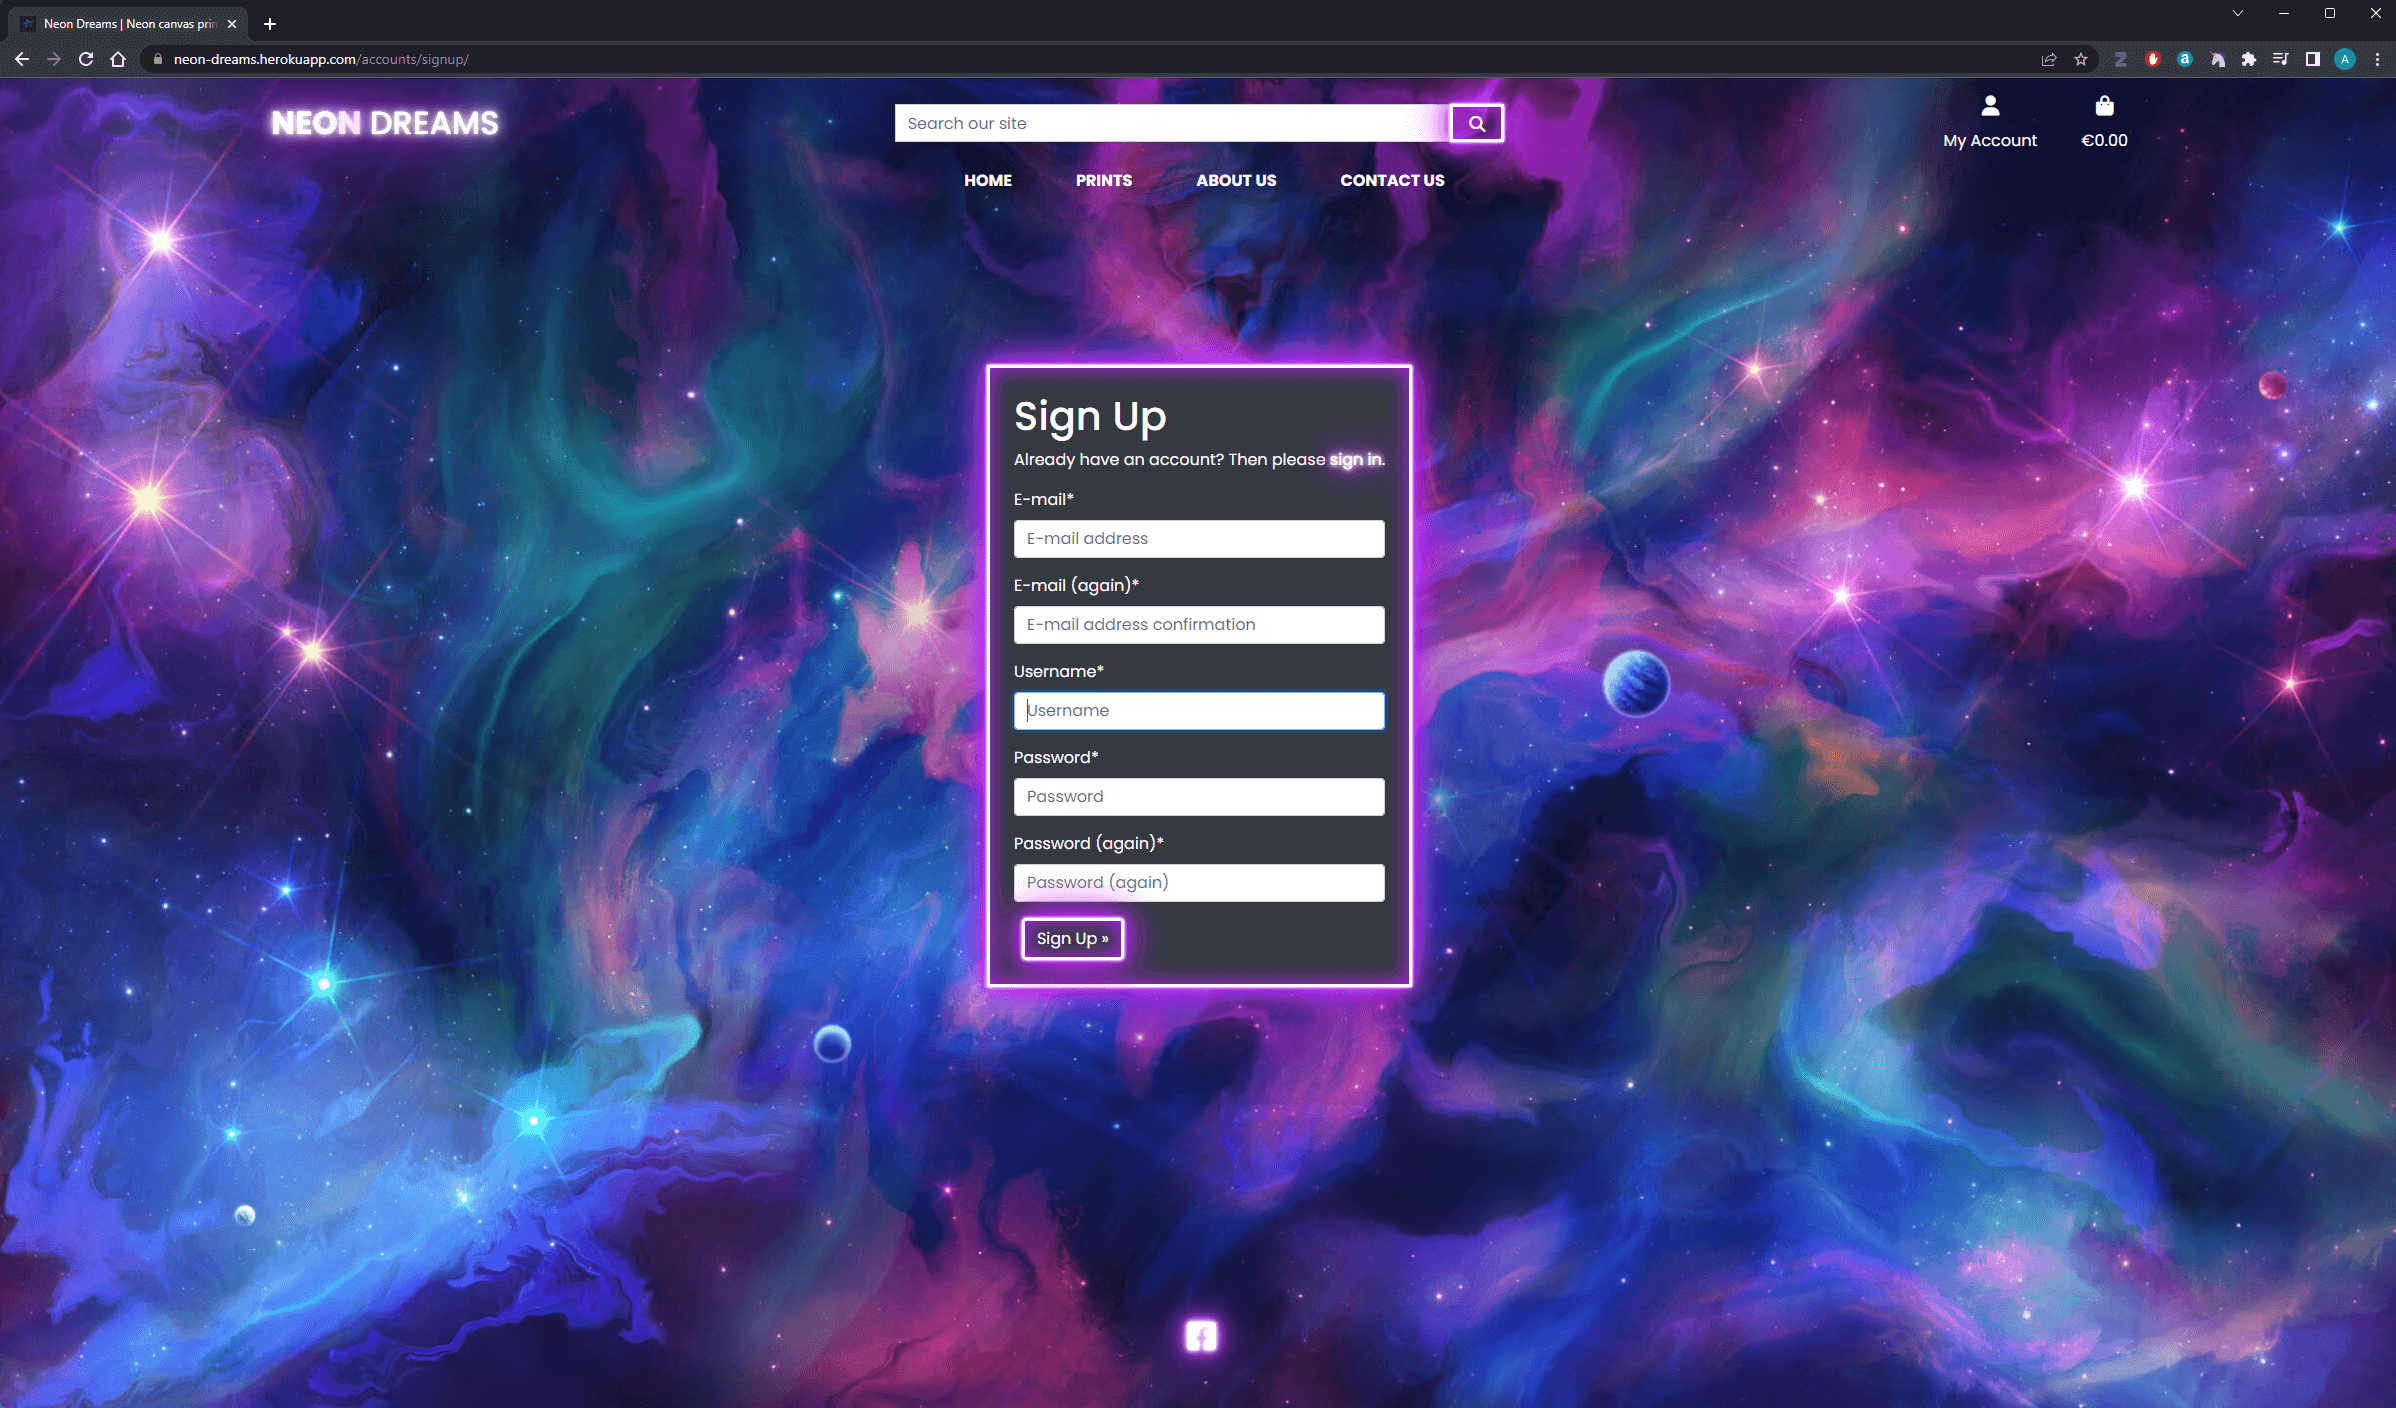 Neon Dreams | Neon canvas prin
neon-dreams.herokuapp.com/accounts/signup/
A
NEON DREAMS
Search our site
My Account
€0.00
HOME
PRINTS
ABOUT US
CONTACT US
Sign Up
Already have an account? Then please sign in.
E-mail*
E-mail address
E-mail (again)*
E-mail address confirmation
Username*
Username
Password*
Password
Password (again)*
Password (again)
Sign Up »